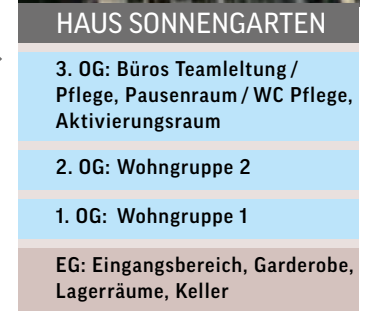 HAUS SONNENGARTEN
3. OG: Büros Teamleltung /
Pflege, Pausenraum / WC Pflege,
Aktivierungsraum
2. OG: Wohngruppe 2
1. OG: Wohngruppe 1
EG: Eingangsbereich, Garderobe,
Lagerräume, Keller